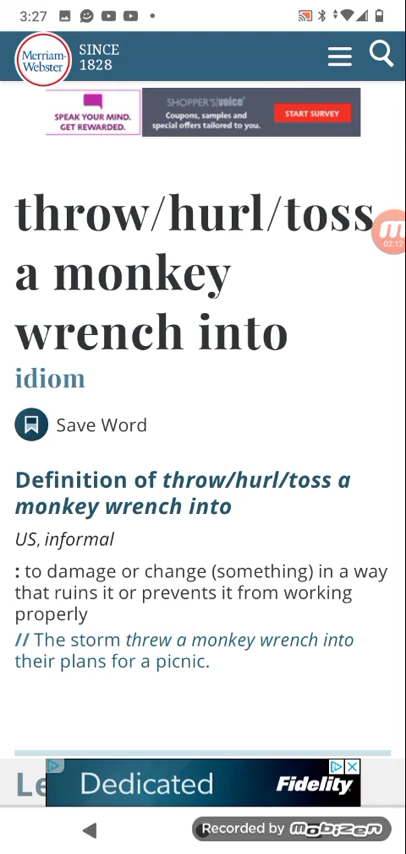 3:27
Merriam-
Webster
SINCE
1828
SPEAK YOUR MIND.
GET REWARDED.
SHOPPER'S|voice
Coupons, samples and
special offers tailored to you.
START SURVEY
throw/hurl/toss
a monkey
wrench into
m
02:12
idiom
Save Word
Definition of throw/hurl/toss a
monkey wrench into
US, informal
: to damage or change (something) in a way
that ruins it or prevents it from working
properly
// The storm threw a monkey wrench into
their plans for a picnic.
Le
Dedicated
Fidelity
Recorded by mobizen